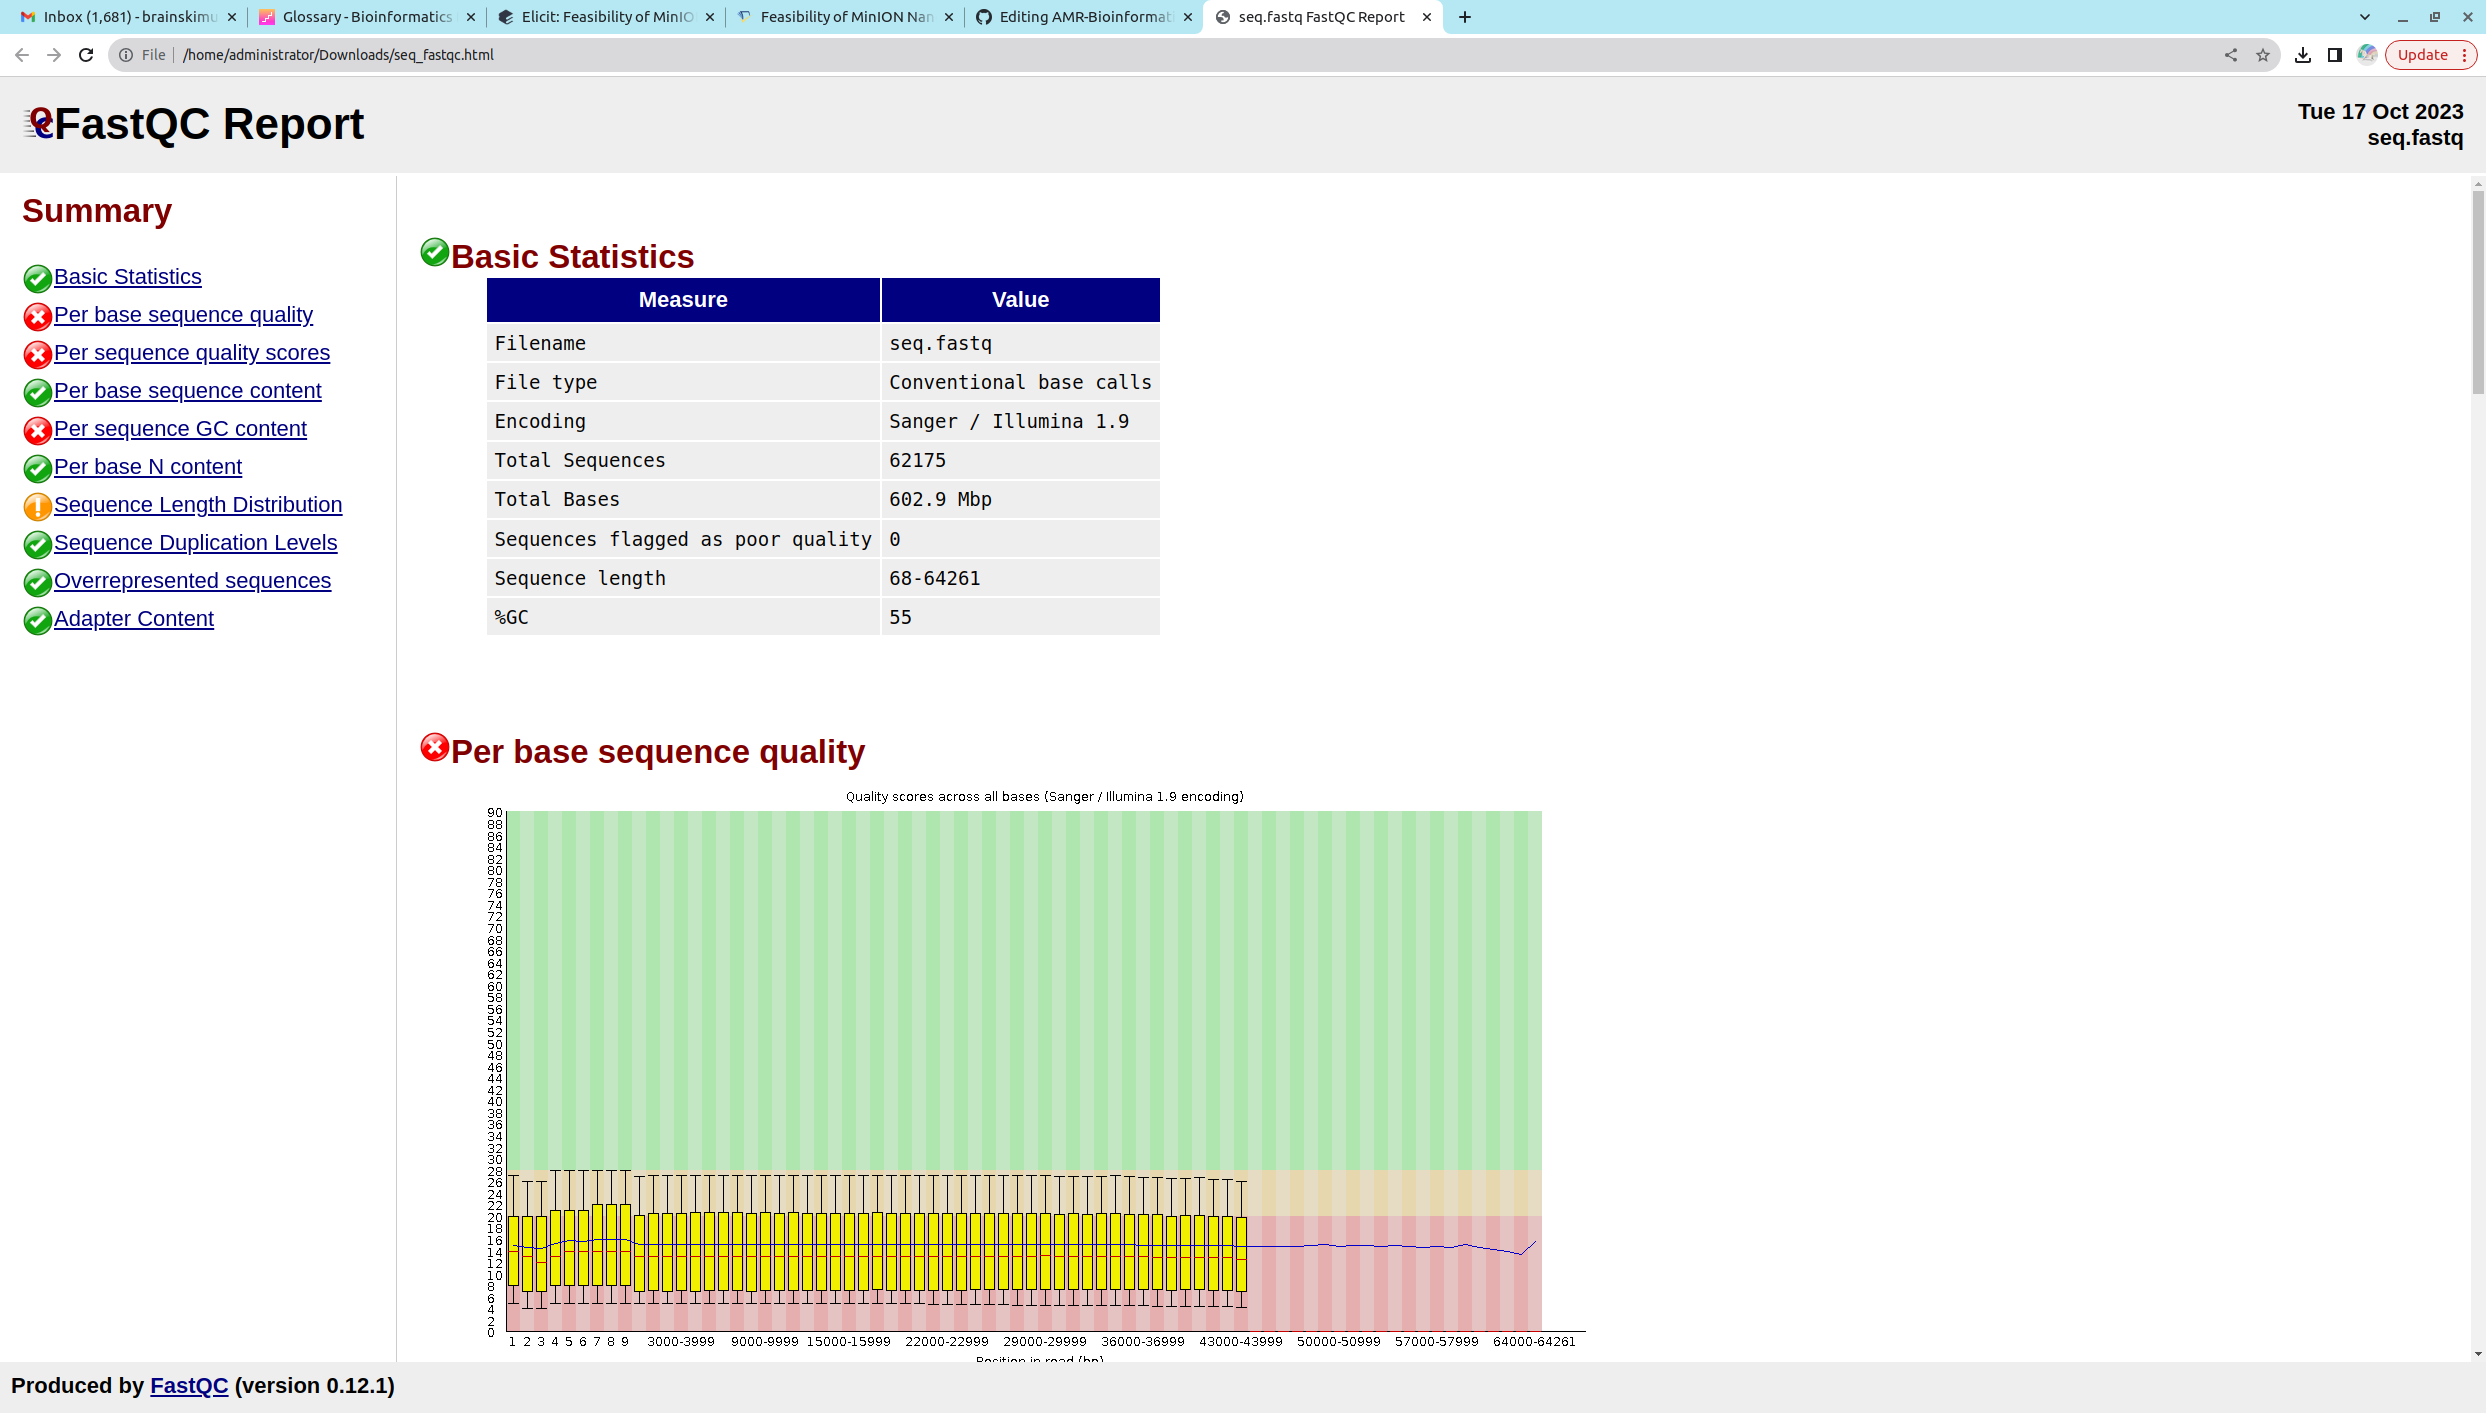 Inbox (1,681) - brainskimu
Glossary - Bioinformatics
Elicit: Feasibility of MinIO
Feasibility of MinION Nan
Editing AMR-Bioinformati
seq.fastq FastQC Report
File
/home/administrator/Downloads/seq_fastqc.html
Update
FastQC Report
Tue 17 Oct 2023
seq.fastq
Summary
Basic Statistics
Per base sequence quality
Per sequence quality scores
Per base sequence content
Per sequence GC content
Per base N content
Sequence Length Distribution
Sequence Duplication Levels
Overrepresented sequences
Adapter Content
Basic Statistics
Measure Value
Filename seq.fastq
File type Conventional base calls
Encoding Sanger / Illumina 1.9
Total Sequences 62175
Total Bases 602.9 Mbp
Sequences flagged as poor quality 0
Sequence length 68-64261
%GC 55
Per base sequence quality
Quality scores across all bases (Sanger / Illumina 1.9 encoding)
90
88
86
84
82
80
78
76
74
72
70
68
66
64
62
60
58
56
54
52
50
48
46
44
42
40
38
36
34
32
30
28
26
24
22
20
18
16
14
12
10
8
6
4
2
0
1 2 3 4 5 6 7 8 9 3000-3999 9000-9999 15000-15999 22000-22999 29000-29999 36000-36999 43000-43999 50000-50999 57000-57999 64000-64261
Position in read (bp)
Produced by FastQC (version 0.12.1)